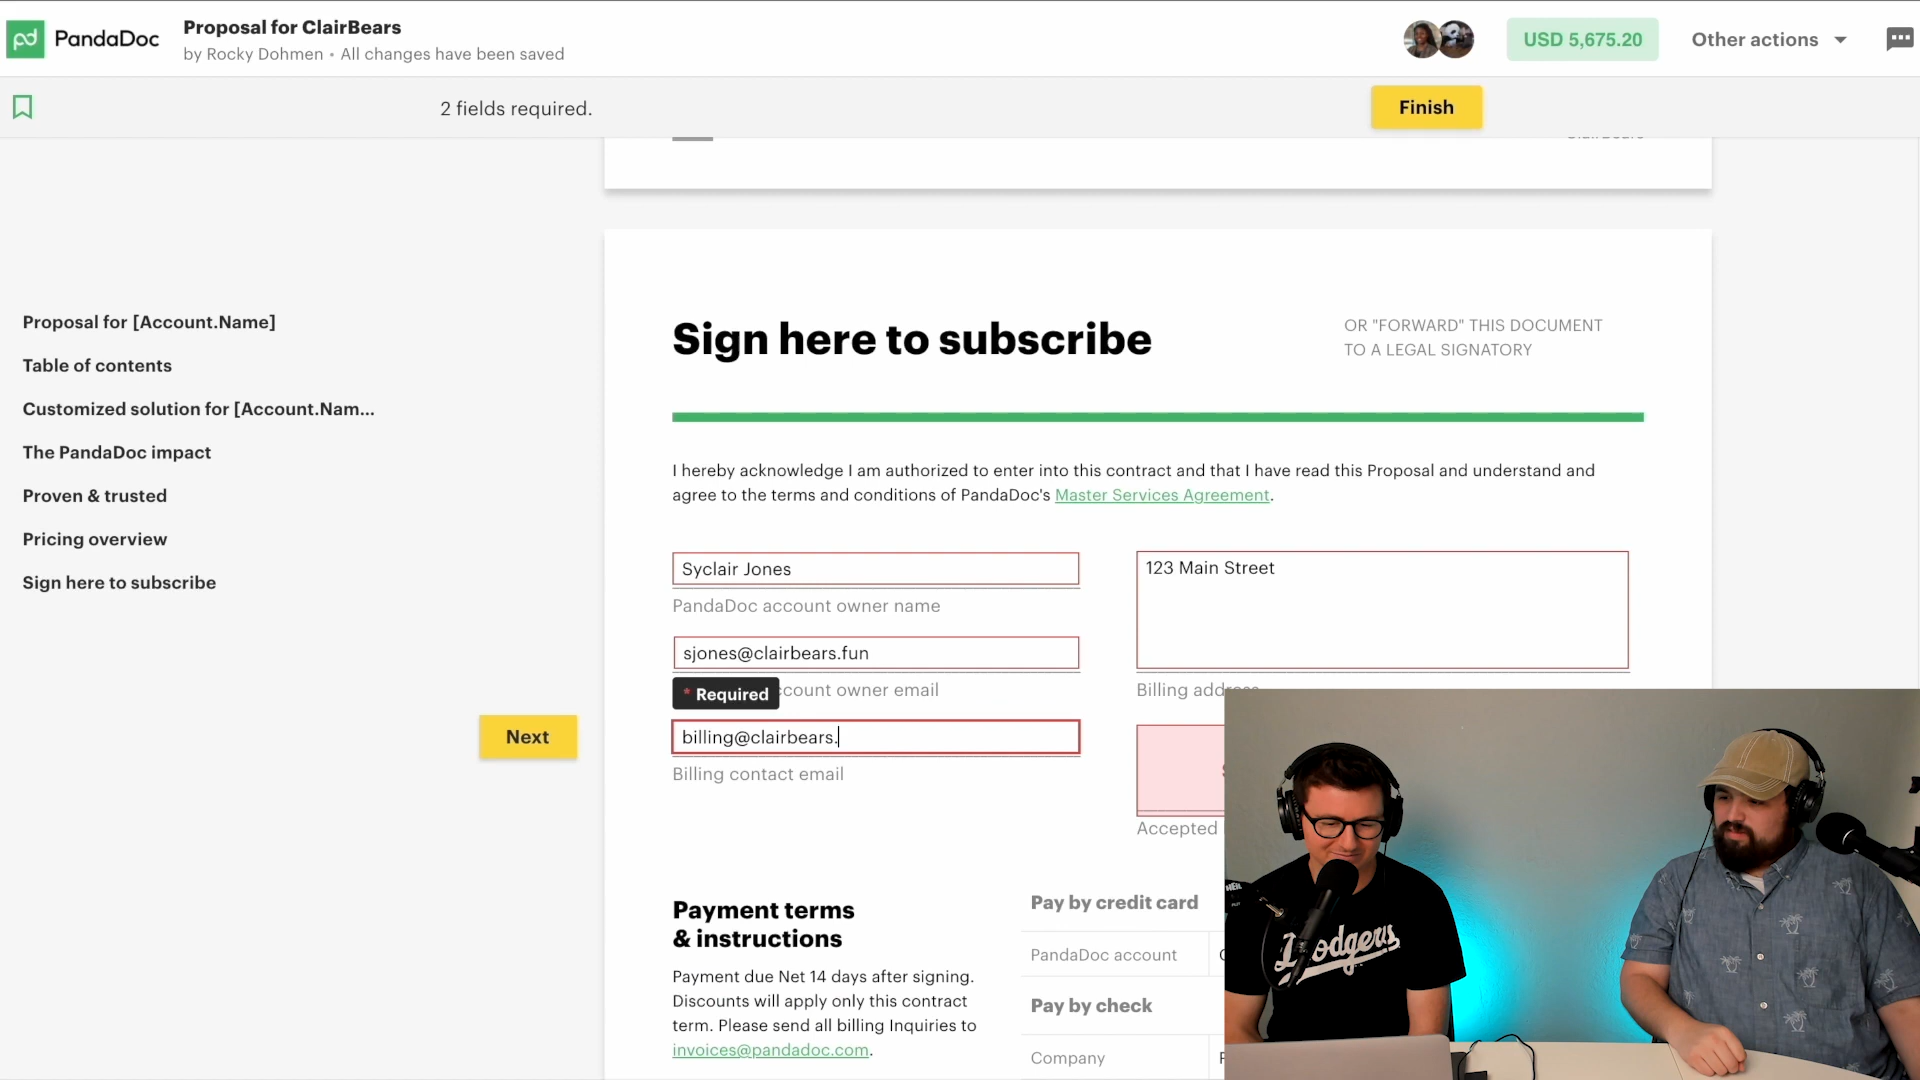 pd PandaDoc
Proposal for ClairBears
by Rocky Dohmen • All changes have been saved
USD 5,675.20
Other actions
2 fields required.
Finish
Proposal for [Account.Name]
Table of contents
Customized solution for [Account.Nam...
The PandaDoc impact
Proven & trusted
Pricing overview
Sign here to subscribe
Next
Sign here to subscribe
OR "FORWARD" THIS DOCUMENT
TO A LEGAL SIGNATORY
I hereby acknowledge I am authorized to enter into this contract and that I have read this Proposal and understand and
agree to the terms and conditions of PandaDoc's Master Services Agreement.
Syclair Jones
PandaDoc account owner name
sjones@clairbears.fun
* Required
count owner email
billing@clairbears.
Billing contact email
123 Main Street
Billing address
Accepted
Payment terms
& instructions
Payment due Net 14 days after signing.
Discounts will apply only this contract
term. Please send all billing Inquiries to
invoices@pandadoc.com.
Pay by credit card
PandaDoc account
Pay by check
Company
Dodgers